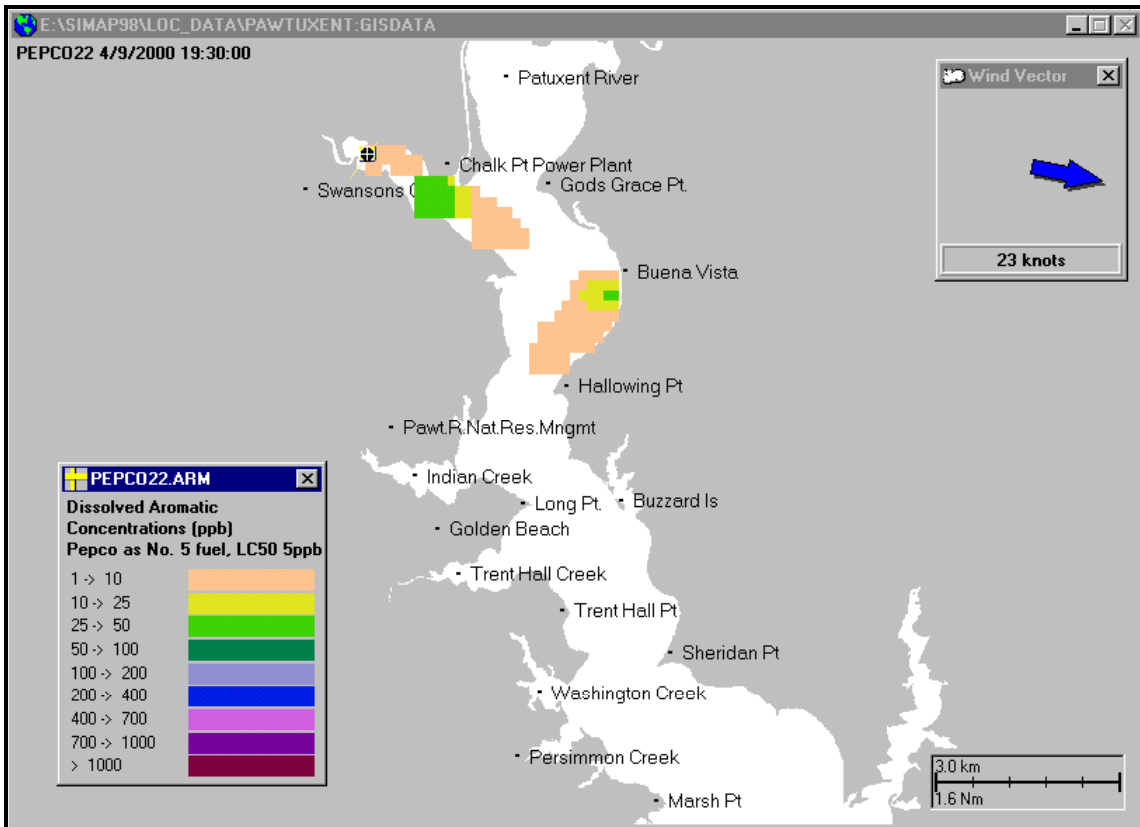 E:\SIMAP98\LOC_DATA\PAWTUXENT:GISDATA
PEPCO22 4/9/2000 19:30:00
Wind Vector
23 knots
Patuxent River
Chalk Pt Power Plant
Swansons C
Gods Grace Pt.
Buena Vista
Hallowing Pt
Pawt.R.Nat.Res.Mngmt
Indian Creek
Long Pt.
Buzzard Is
Golden Beach
Trent Hall Creek
Trent Hall Pt
Sheridan Pt
Washington Creek
Persimmon Creek
Marsh Pt
PEPCO22.ARM
Dissolved Aromatic
Concentrations (ppb)
Pepco as No. 5 fuel, LC50 5ppb
1 -> 10
10 -> 25
25 -> 50
50 -> 100
100 -> 200
200 -> 400
400 -> 700
700 -> 1000
> 1000
3.0 km
1.6 Nm